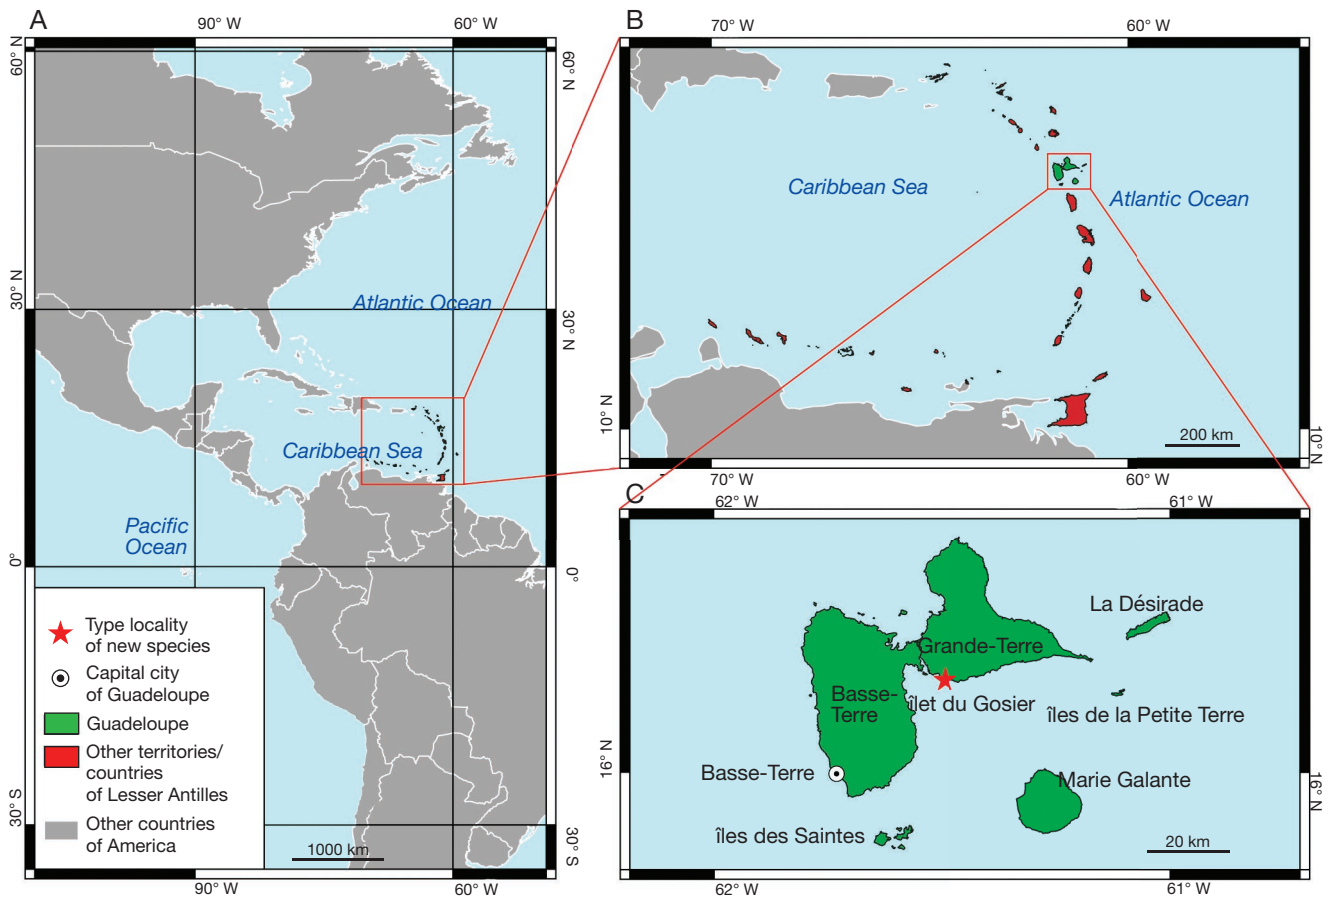 A
90° W
60° W
60° N
60° N
Atlantic Ocean
30° N
30° N
Caribbean Sea
Pacific
Ocean
0°
0°
Type locality
of new species
Capital city
of Guadeloupe
Guadeloupe
Other territories/
countries
of Lesser Antilles
Other countries
of America
30° S
30° S
1000 km
90° W
60° W
B
70° W
60° W
Caribbean Sea
Atlantic Ocean
10° N
10° N
200 km
70° W
60° W
C
62° W
61° W
La Désirade
Grande-Terre
Basse-
Terre
îlet du Gosier
îles de la Petite Terre
16° N
16° N
Basse-Terre
Marie Galante
îles des Saintes
20 km
62° W
61° W